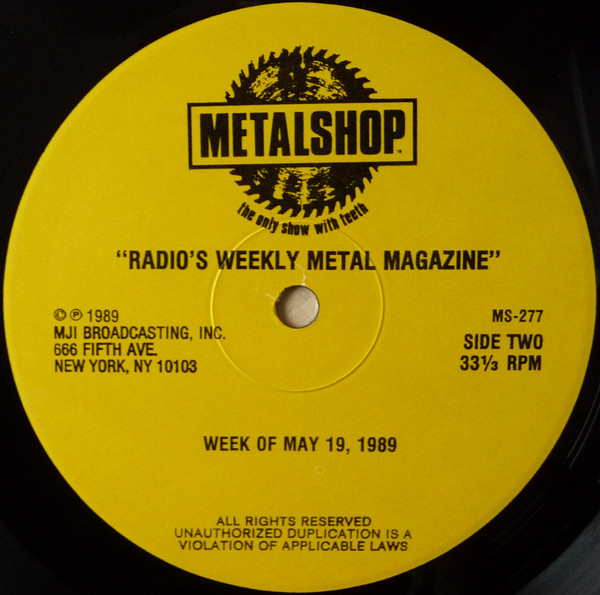 METALSHOP™
the only show with teeth
"RADIO'S WEEKLY METAL MAGAZINE"
© ℗ 1989
MJI BROADCASTING, INC.
666 FIFTH AVE.
NEW YORK, NY 10103
MS-277
SIDE TWO
33⅓ RPM
WEEK OF MAY 19, 1989
ALL RIGHTS RESERVED
UNAUTHORIZED DUPLICATION IS A
VIOLATION OF APPLICABLE LAWS